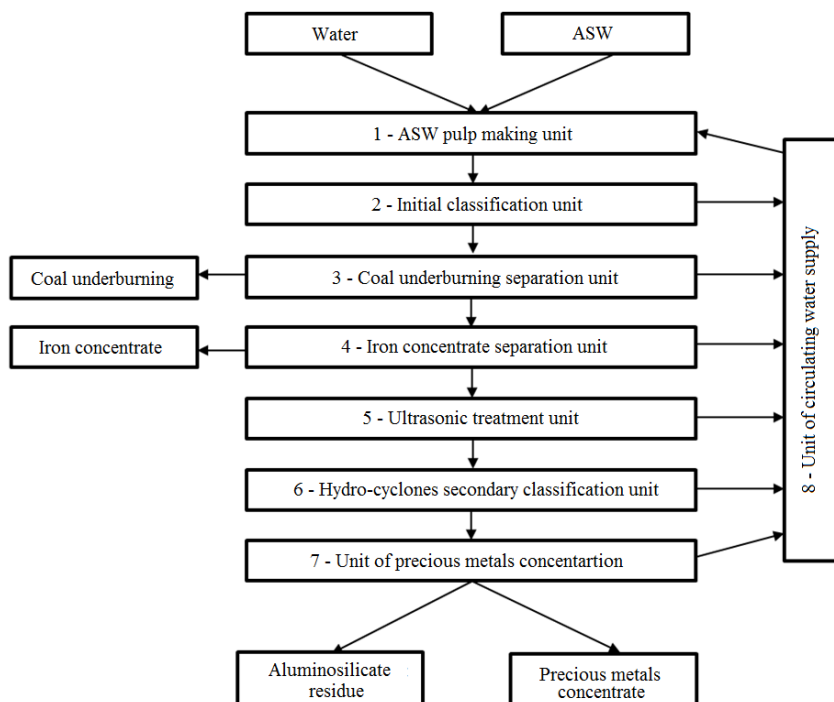 Water
ASW
1 - ASW pulp making unit
2 - Initial classification unit
Coal underburning
3 - Coal underburning separation unit
Iron concentrate
4 - Iron concentrate separation unit
5 - Ultrasonic treatment unit
6 - Hydro-cyclones secondary classification unit
7 - Unit of precious metals concentartion
8 - Unit of circulating water supply
Aluminosilicate
residue
Precious metals
concentrate